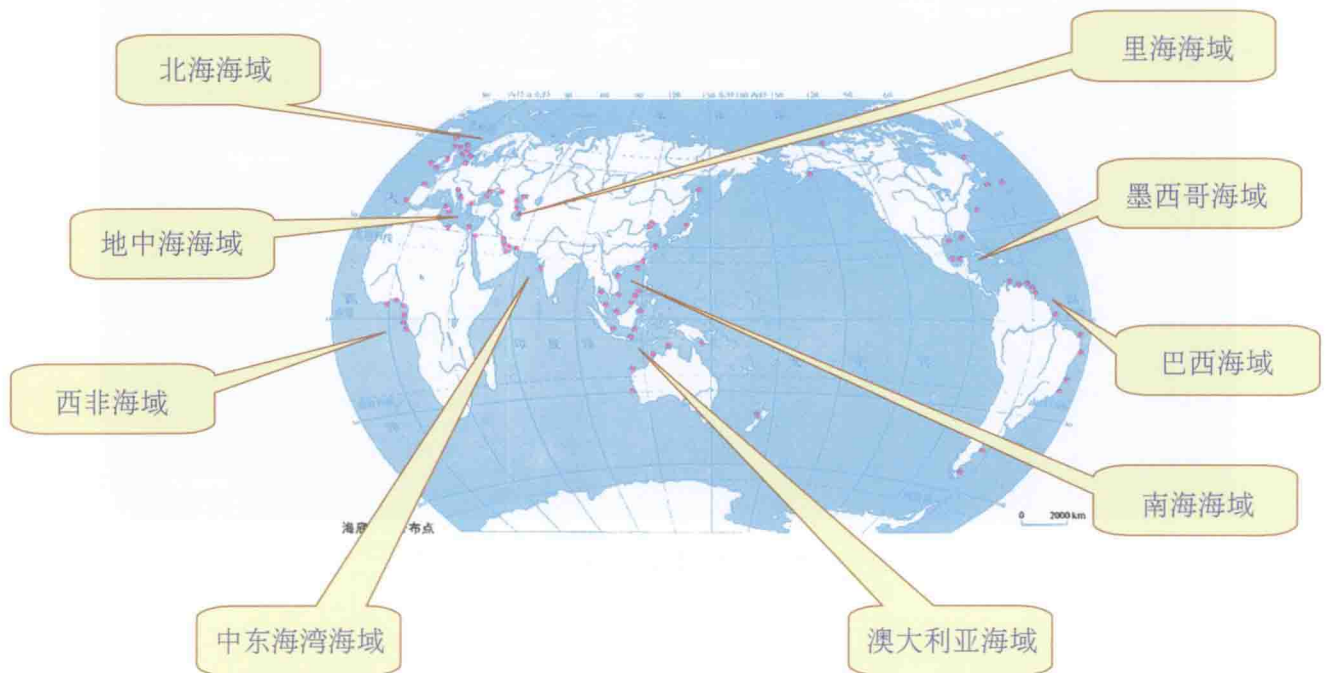 北海海域
里海海域
墨西哥海域
地中海海域
巴西海域
西非海域
南海海域
海底
布点
0 2000 km
中东海湾海域
澳大利亚海域